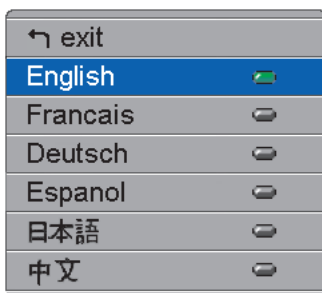 exit
English
Francais
Deutsch
Espanol
日本語
中文